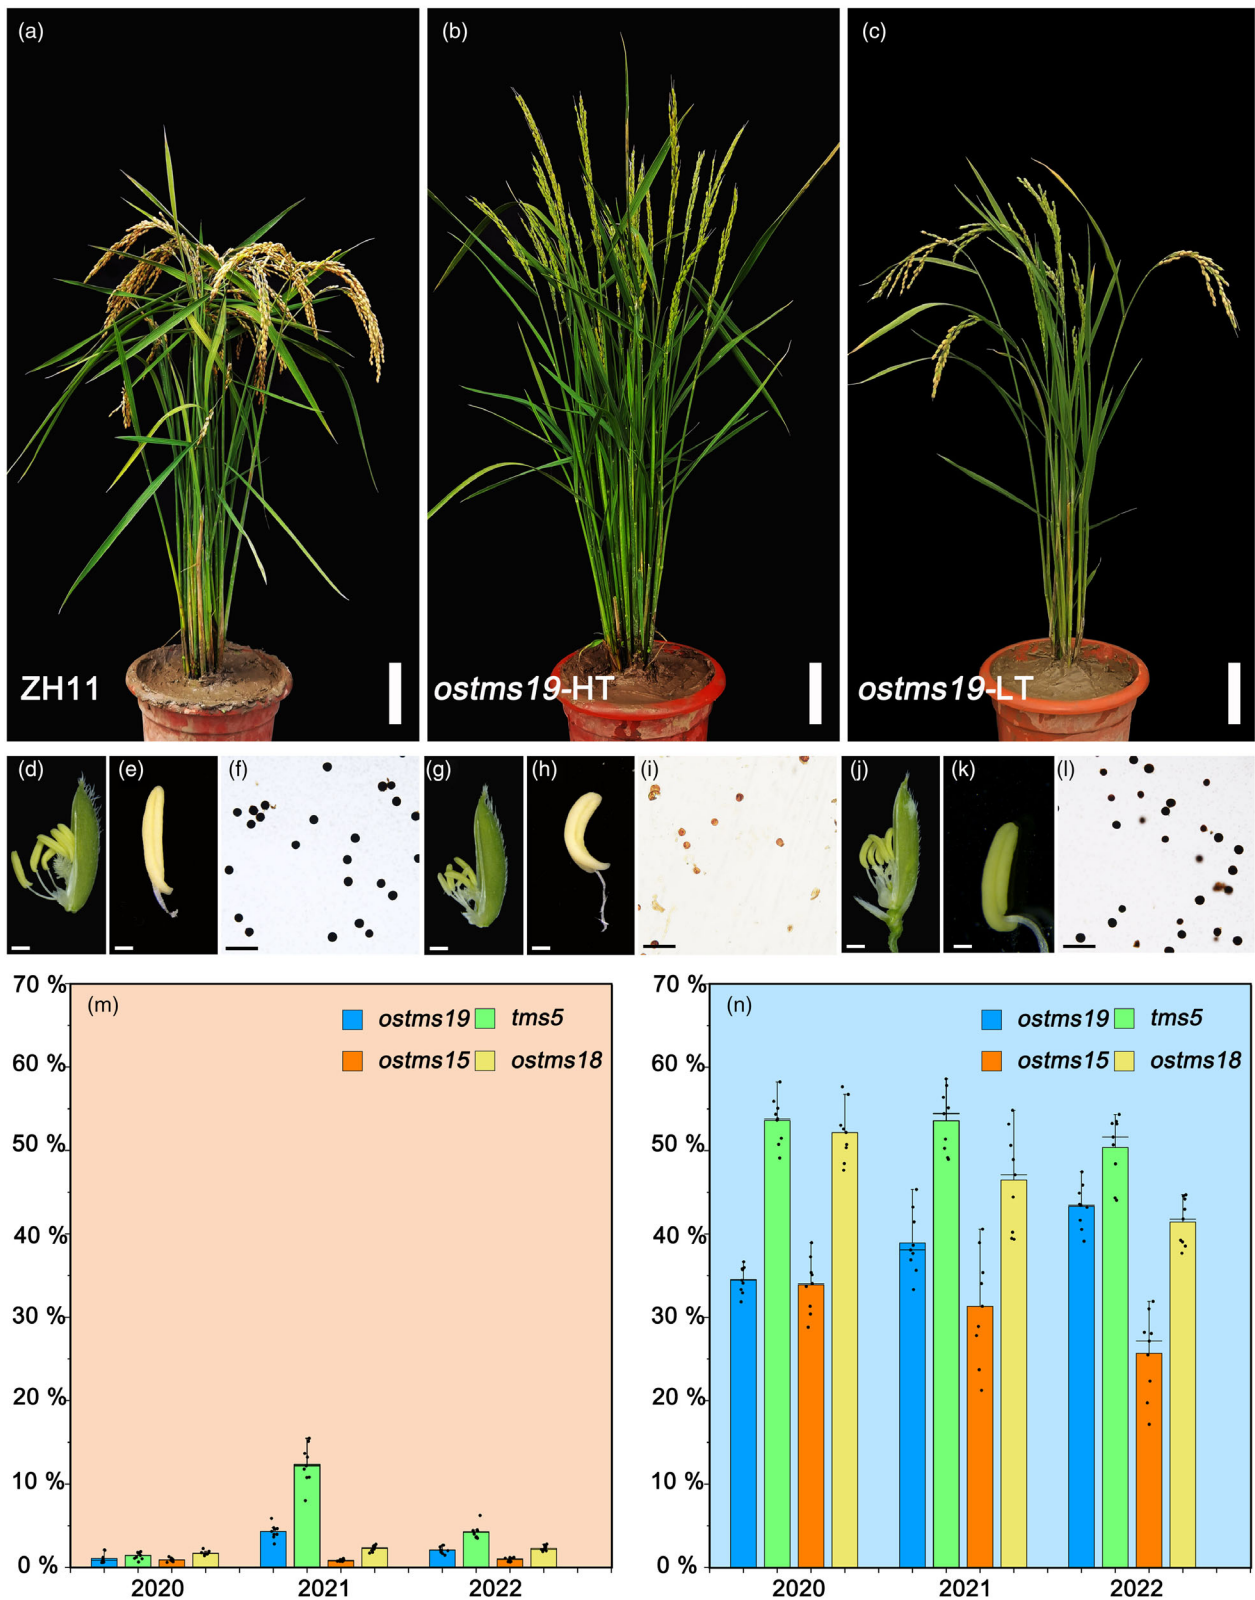 (a) (b) (c)
ZH11 ostms19-HT ostms19-LT
(d) (e) (f) (g) (h) (i) (j) (k) (l)
(m)
ostms19 tms5
ostms15 ostms18
70 %
60 %
50 %
40 %
30 %
20 %
10 %
0 %
2020 2021 2022
(n)
ostms19 tms5
ostms15 ostms18
70 %
60 %
50 %
40 %
30 %
20 %
10 %
0 %
2020 2021 2022